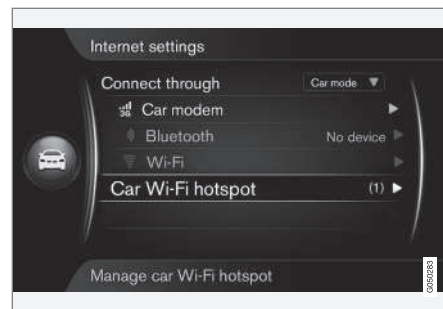 Internet settings
Connect through Car mode
3G Car modem
Bluetooth No device
Wi-Fi
Car Wi-Fi hotspot (1)
Manage car Wi-Fi hotspot
G050283